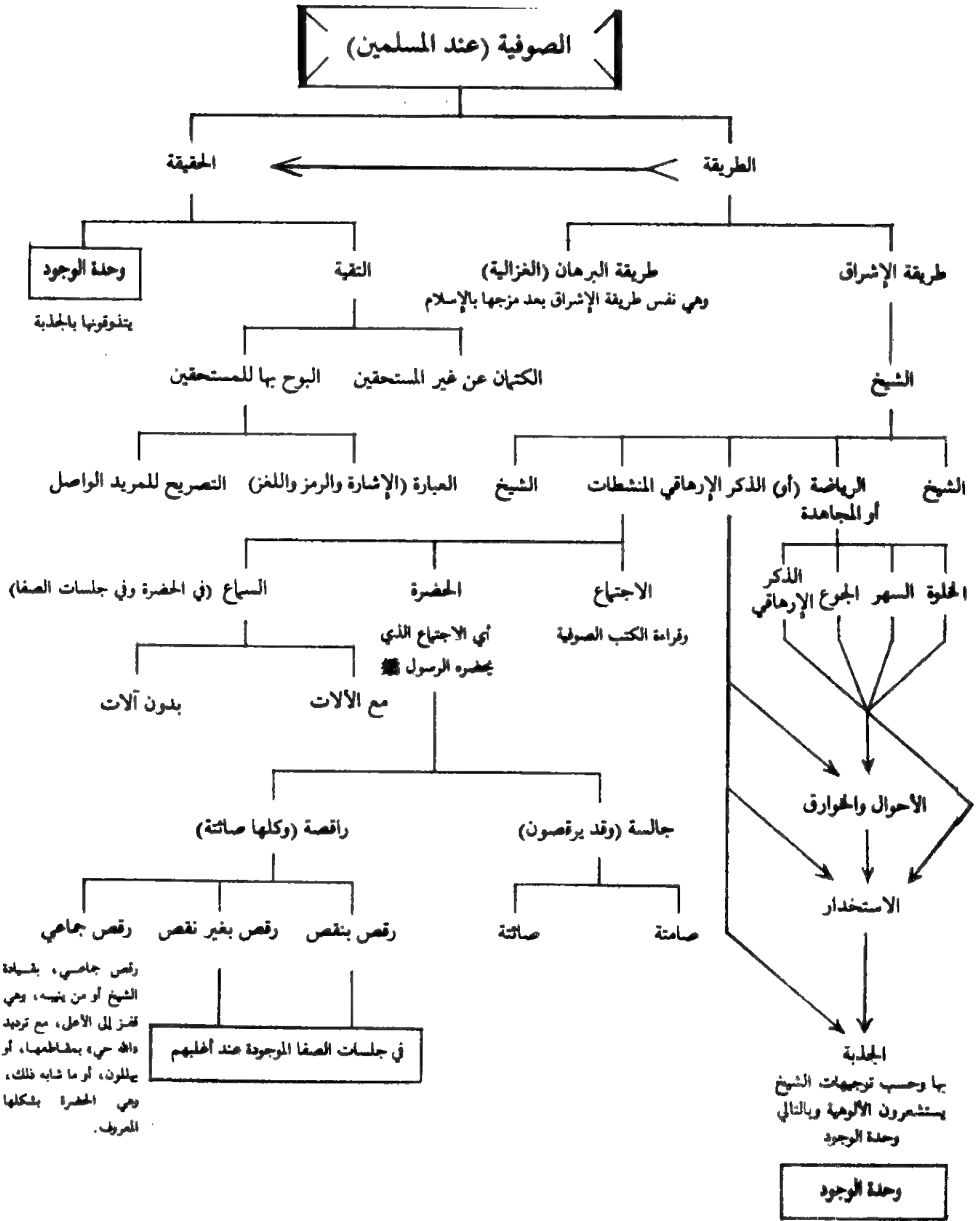 الصوفية (عند المسلمين)
الطريقة
الحقيقة
طريقة الإشراق
طريقة البرهان (الغزالية)
وهي نفس طريقة الإشراق بعد مزجها بالإسلام
التقية
وحدة الوجود
يتذوقونها بالجذبة
الشيخ
الكتمان عن غير المستحقين
البوح بها للمستحقين
الشيخ
الرياضة (أو) الذكر الإرهاقي
أو المجاهدة
المنشطات
الشيخ
العبارة (الإشارة والرمز واللغز)
التصريح للمريد الواصل
الخلوة
السهر
الجوع
الذكر
الإرهاقي
الاجتماع
وقراءة الكتب الصوفية
الحضرة
أي الاجتماع الذي
يحضره الرسول ﷺ
السماع (في الحضرة وفي جلسات الصفا)
مع الآلات
بدون آلات
الأحوال والخوارق
جالسة (وقد يرقصون)
راقصة (وكلها صائتة)
الاستخدار
صامتة
صائتة
رقص بنقص
رقص بغير نقص
رقص جماعي
رقص جماعي، بقيادة
الشيخ أو من ينيبه، وهي
قفز إلى الأعلى، مع ترديد
«الله حي» بمقاطعها، أو
يهللون، أو ما شابه ذلك،
وهي الحضرة بشكلها
المعروف.
في جلسات الصفا الموجودة عند أغلبهم
الجذبة
بها وحسب توجيهات الشيخ
يستشعرون الألوهية وبالتالي
وحدة الوجود
وحدة الوجود